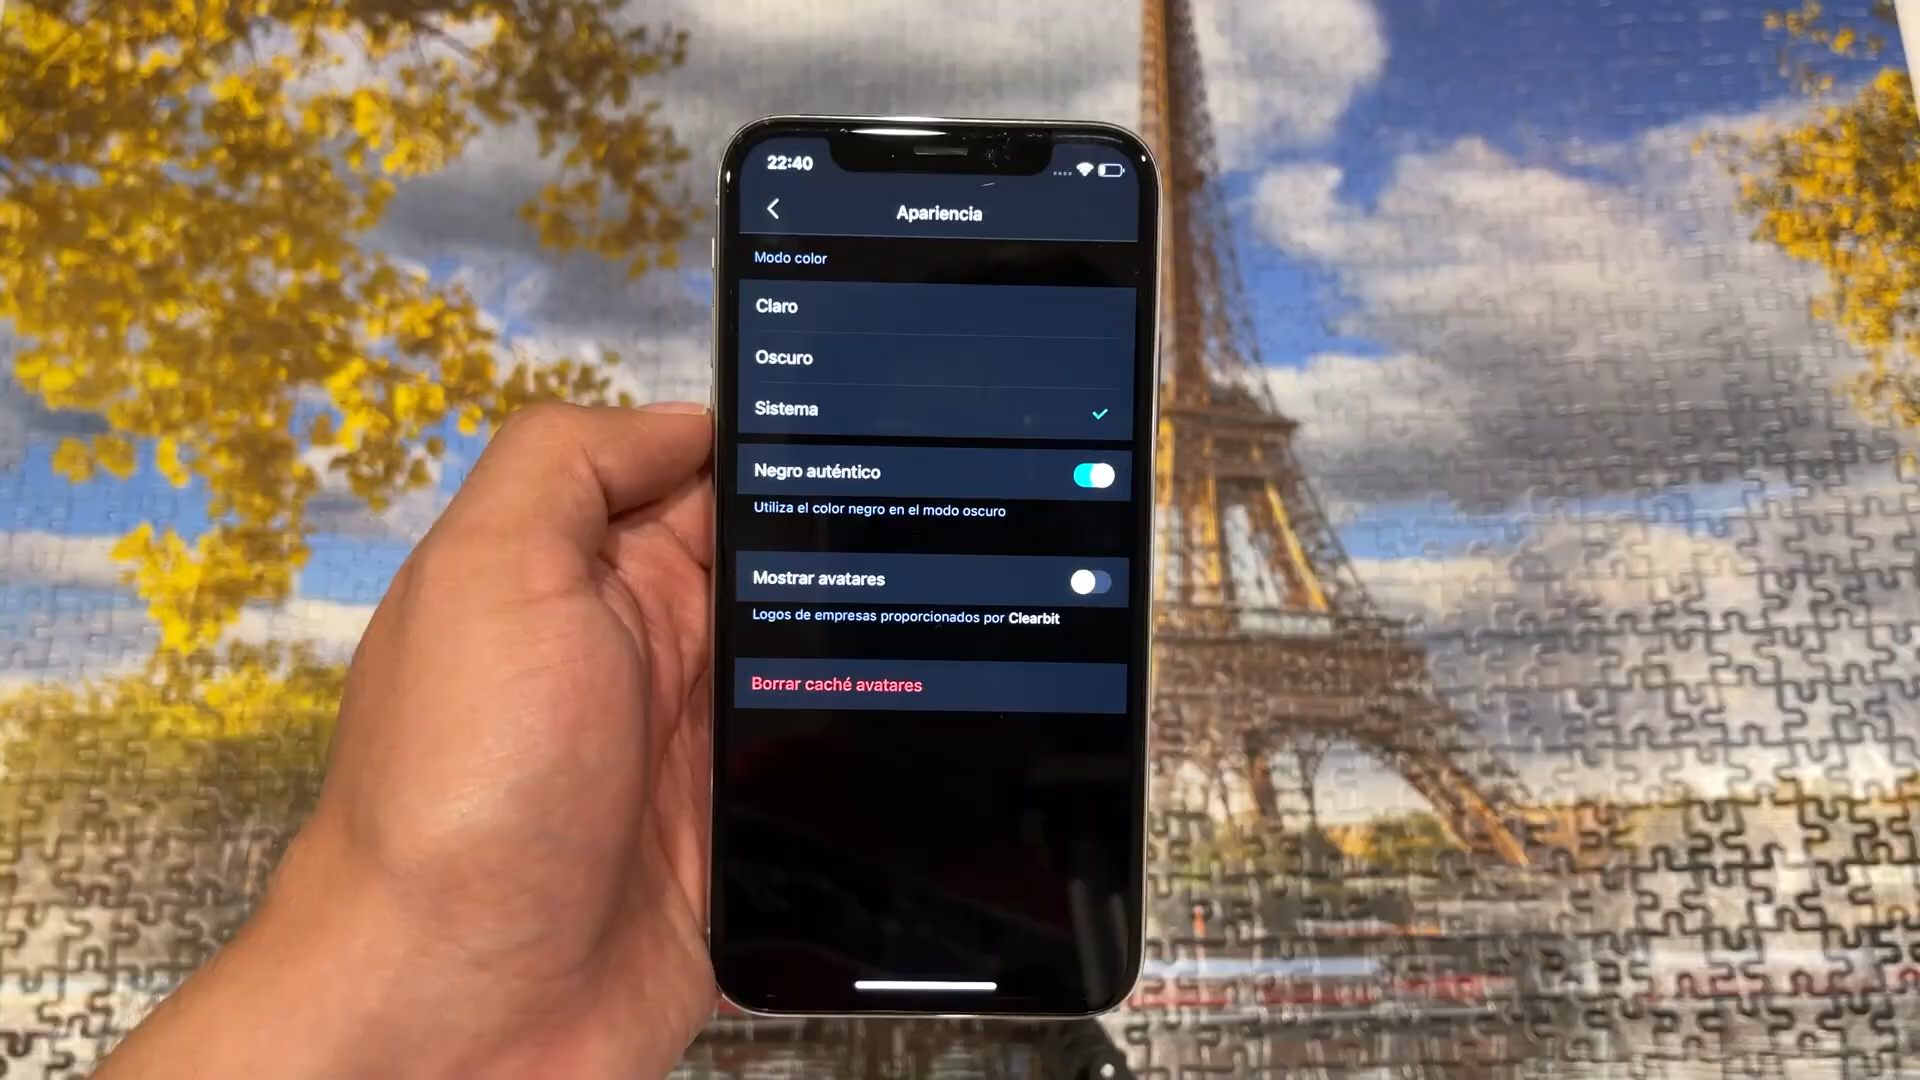 22:40
Apariencia
Modo color
Claro
Oscuro
Sistema
Negro auténtico
Utiliza el color negro en el modo oscuro
Mostrar avatares
Logos de empresas proporcionados por Clearbit
Borrar caché avatares